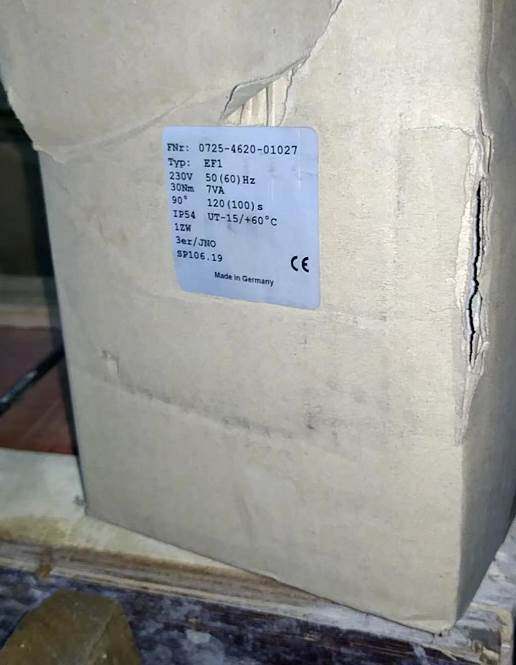 FNr: 0725-4620-01027
Typ: EF1
230V 50(60)Hz
30Nm 7VA
90° 120(100)s
IP54 UT-15/+60°C
1ZW
3er/JNO
SP106.19
CE
Made in Germany